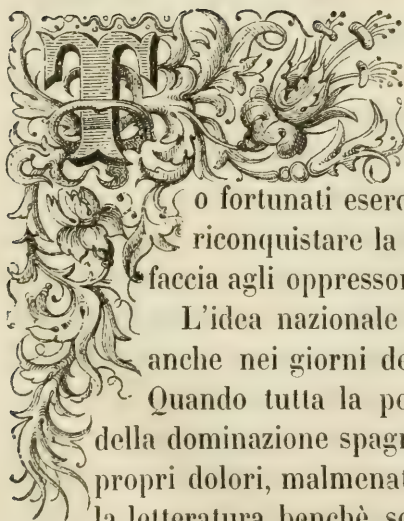 T
o fortunati eserc
riconquistare la
faccia agli oppressor
L'idea nazionale
anche nei giorni de
Quando tutta la po
della dominazione spagn
propri dolori, malmenat
la letteratura benchè sc